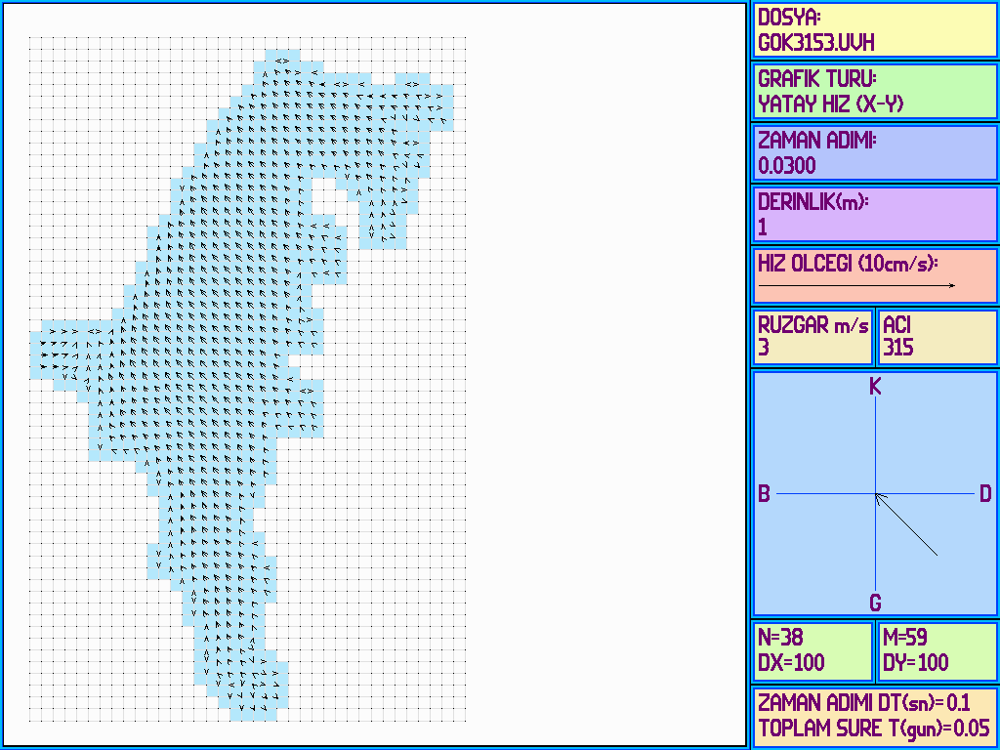 DOSYA:
GOK3153.UVH
GRAFIK TURU:
YATAY HIZ (X-Y)
ZAMAN ADIMI:
0.0300
DERINLIK(m):
1
HIZ OLCEGI (10cm/s):
RUZGAR m/s
3
ACI
315
K
B
D
G
N=38
DX=100
M=59
DY=100
ZAMAN ADIMI DT(sn)=0.1
TOPLAM SURE T(gun)=0.05